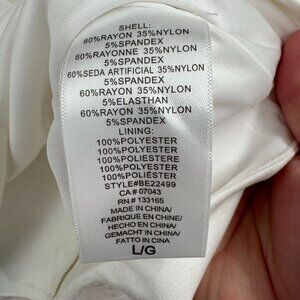 SHELL:
60%RAYON 35%NYLON
5%SPANDEX
60%RAYONNE 35%NYLON
5%SPANDEX
60%SEDA ARTIFICIAL 35%NYLON
5%SPANDEX
60%RAYON 35%NYLON
5%ELASTHAN
60%RAYON 35%NYLON
5%SPANDEX
LINING:
100%POLYESTER
100%POLYESTER
100%POLIESTERE
100%POLYESTER
100%POLIÉSTER
STYLE#BE22499
CA # 07043
RN # 133165
MADE IN CHINA/
FABRIQUE EN CHINE/
HECHO EN CHINA/
GEMACHT IN CHINA/
FATTO IN CINA
L/G